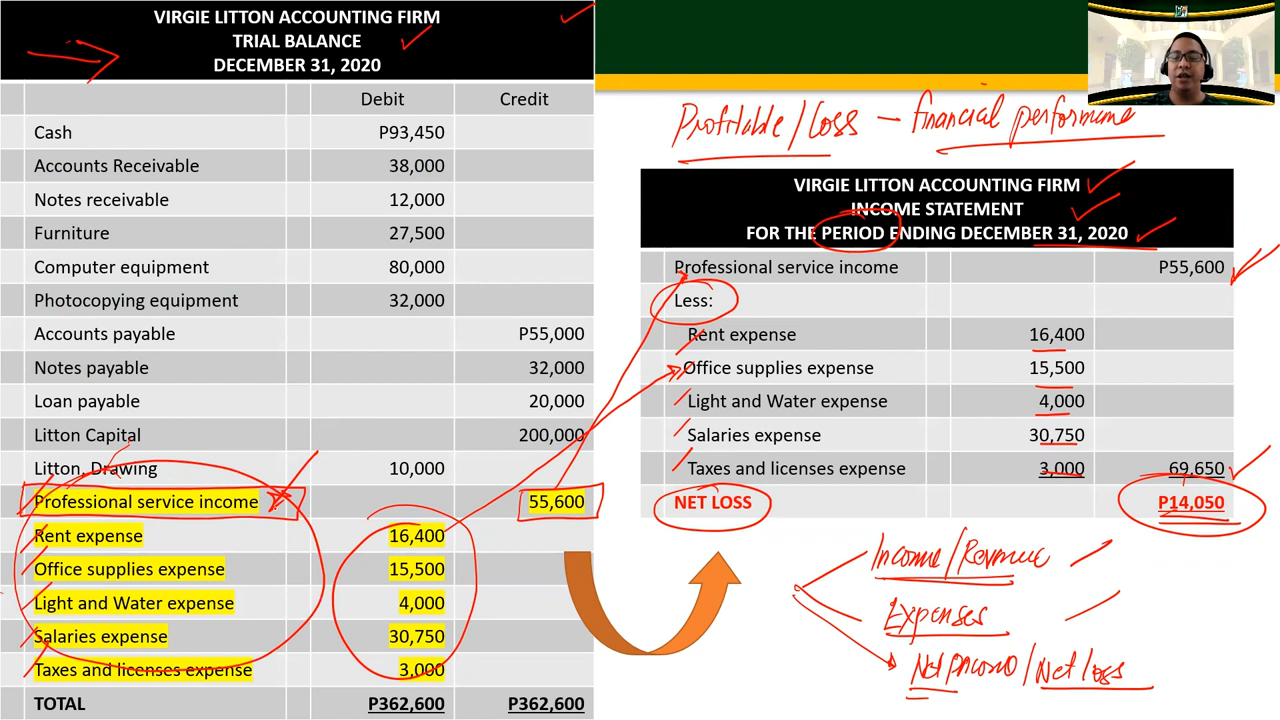 VIRGIE LITTON ACCOUNTING FIRM
TRIAL BALANCE
DECEMBER 31, 2020
Debit Credit
Cash P93,450
Accounts Receivable 38,000
Notes receivable 12,000
Furniture 27,500
Computer equipment 80,000
Photocopying equipment 32,000
Accounts payable P55,000
Notes payable 32,000
Loan payable 20,000
Litton Capital 200,000
Litton, Drawing 10,000
Professional service income 55,600
Rent expense 16,400
Office supplies expense 15,500
Light and Water expense 4,000
Salaries expense 30,750
Taxes and licenses expense 3,000
TOTAL P362,600 P362,600
Profitable/Loss – financial performance
VIRGIE LITTON ACCOUNTING FIRM
INCOME STATEMENT
FOR THE PERIOD ENDING DECEMBER 31, 2020
Professional service income P55,600
Less:
Rent expense 16,400
Office supplies expense 15,500
Light and Water expense 4,000
Salaries expense 30,750
Taxes and licenses expense 3,000 69,650
NET LOSS P14,050
Income/Revenue
Expenses
Net income/Net loss